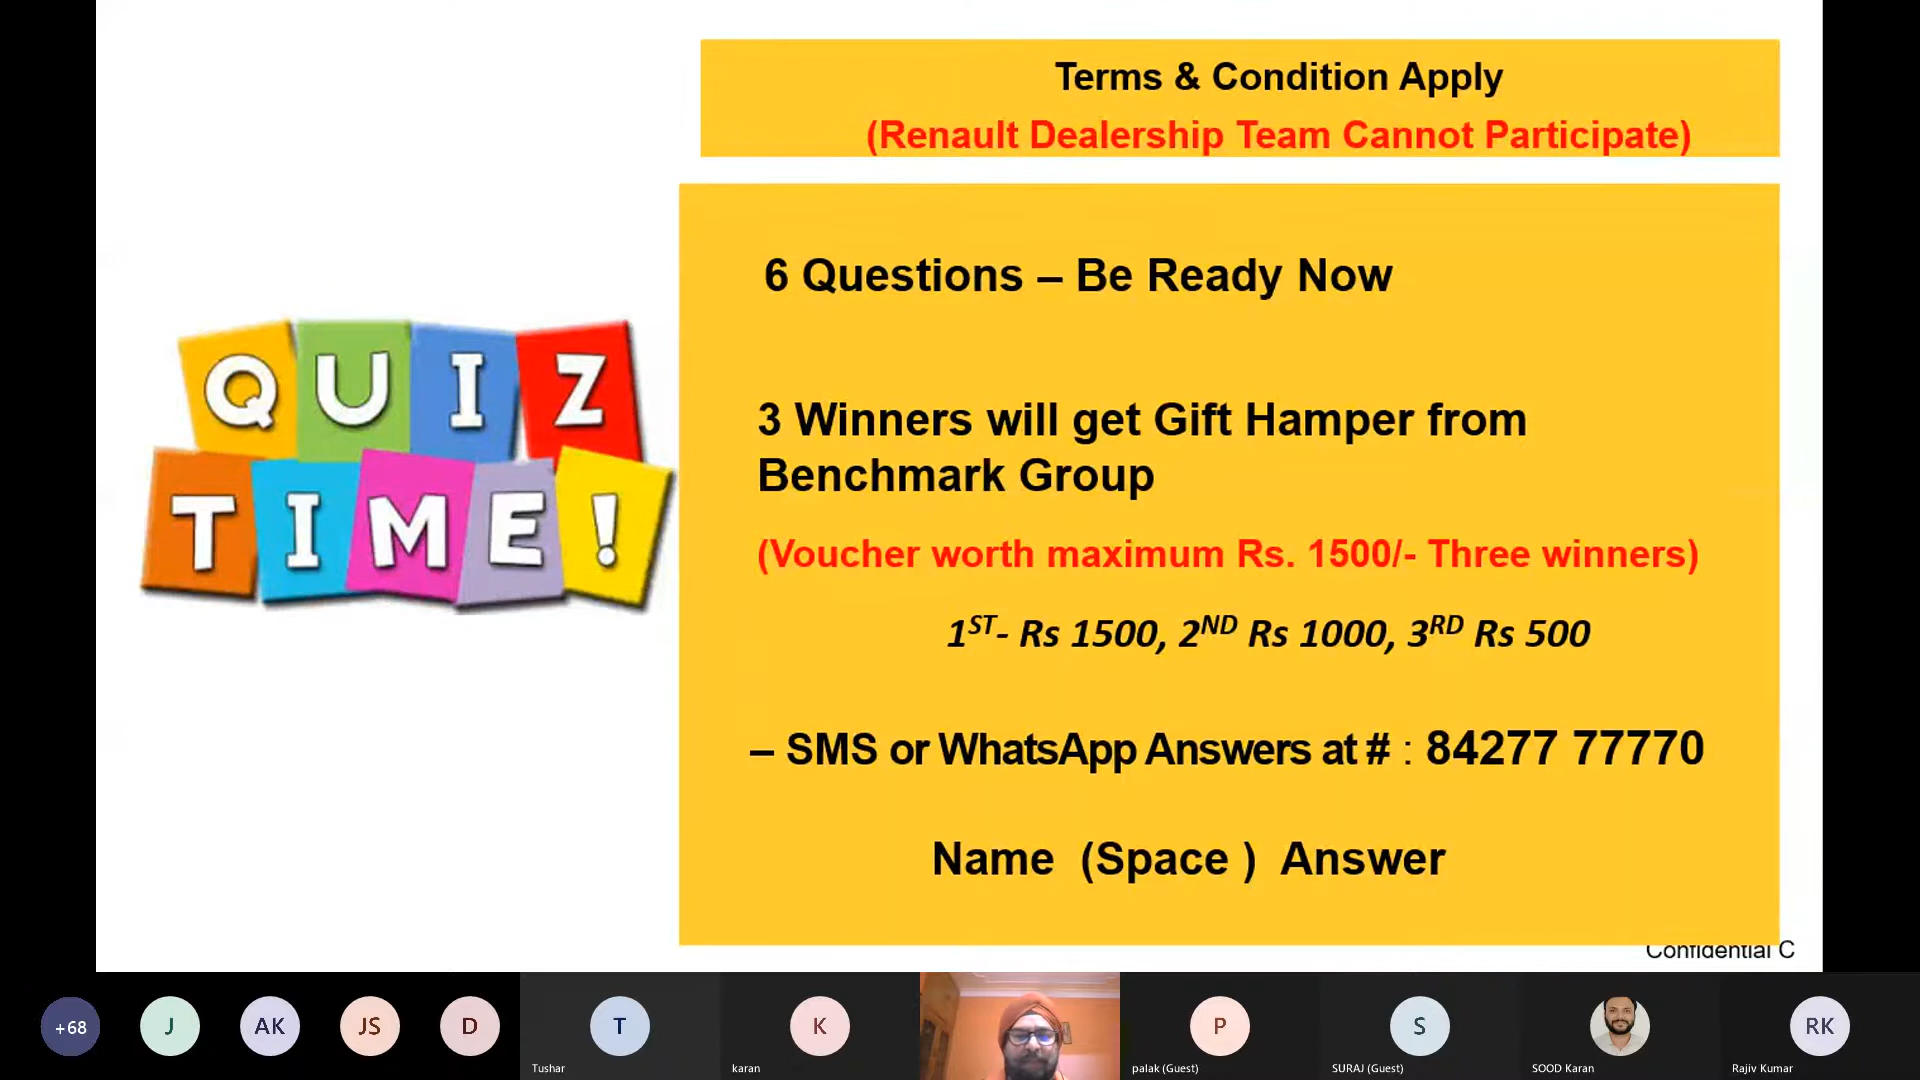 Terms & Condition Apply
(Renault Dealership Team Cannot Participate)
QUIZ
TIME!
6 Questions – Be Ready Now
3 Winners will get Gift Hamper from
Benchmark Group
(Voucher worth maximum Rs. 1500/- Three winners)
1ST- Rs 1500, 2ND Rs 1000, 3RD Rs 500
– SMS or WhatsApp Answers at # : 84277 77770
Name (Space ) Answer
Confidential C
+68
J
AK
JS
D
T
K
P
S
RK
Tushar
karan
palak (Guest)
SURAJ (Guest)
SOOD Karan
Rajiv Kumar